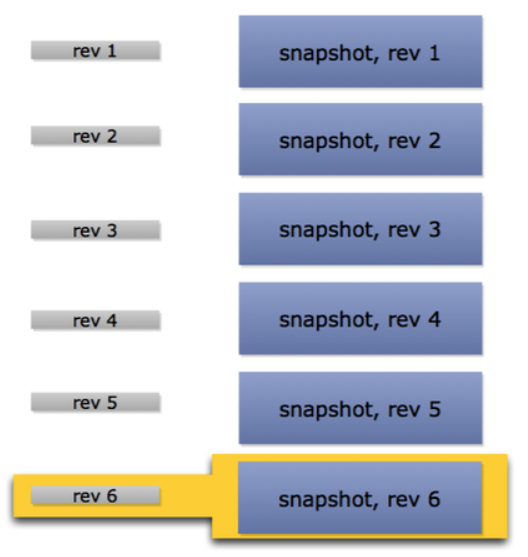 rev 1 snapshot, rev 1
rev 2 snapshot, rev 2
rev 3 snapshot, rev 3
rev 4 snapshot, rev 4
rev 5 snapshot, rev 5
rev 6 snapshot, rev 6